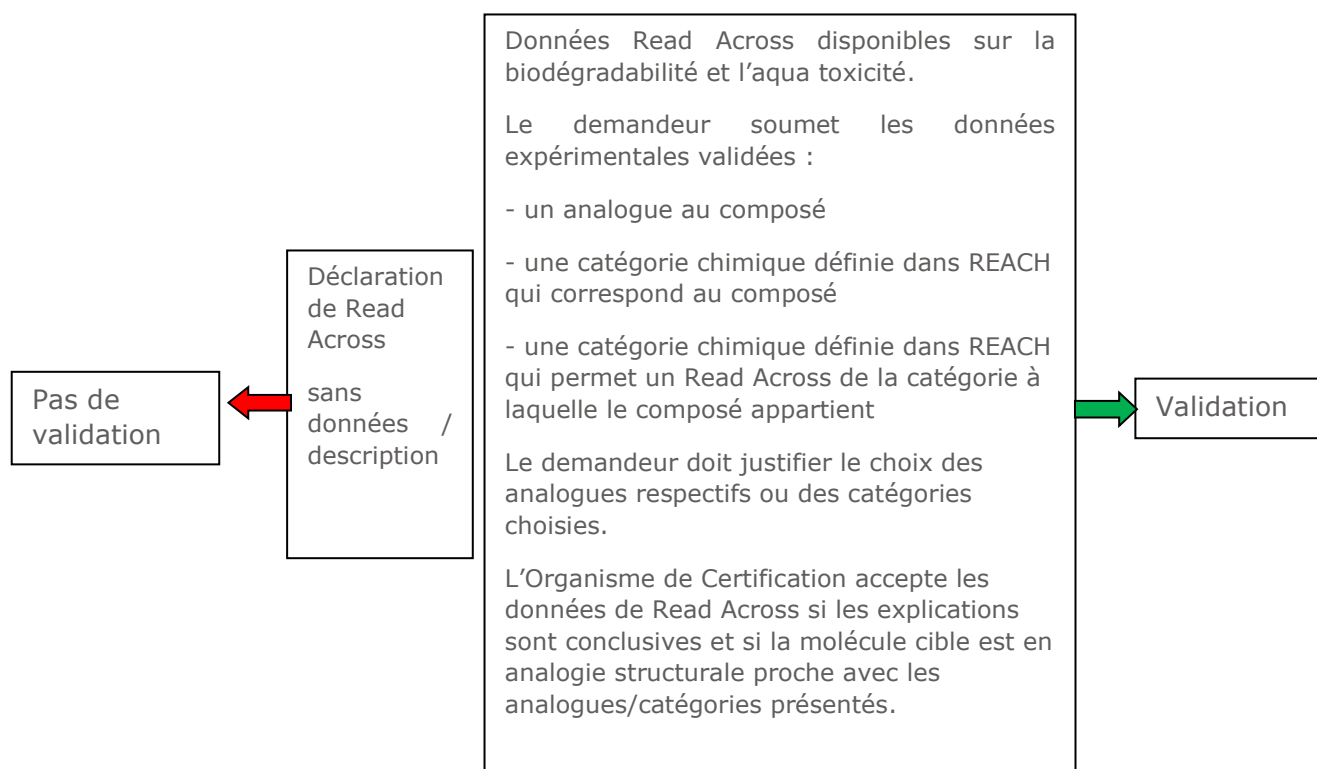 Données Read Across disponibles sur la
biodégradabilité et l'aqua toxicité.
Le demandeur soumet les données
expérimentales validées :
- un analogue au composé
- une catégorie chimique définie dans REACH
qui correspond au composé
- une catégorie chimique définie dans REACH
qui permet un Read Across de la catégorie à
laquelle le composé appartient
Le demandeur doit justifier le choix des
analogues respectifs ou des catégories
choisies.
L'Organisme de Certification accepte les
données de Read Across si les explications
sont conclusives et si la molécule cible est en
analogie structurale proche avec les
analogues/catégories présentés.
Déclaration
de Read
Across
sans
données /
description
Pas de
validation
Validation